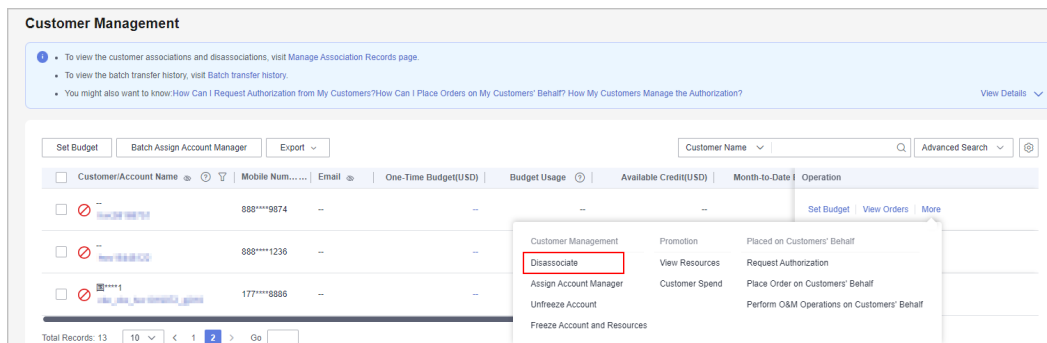 Customer Management
To view the customer associations and disassociations, visit Manage Association Records page.
To view the batch transfer history, visit Batch transfer history.
You might also want to know:How Can I Request Authorization from My Customers?How Can I Place Orders on My Customers' Behalf? How My Customers Manage the Authorization? View Details
Set Budget Batch Assign Account Manager Export Customer Name Advanced Search
Customer/Account Name Mobile Num... ... Email One-Time Budget(USD) Budget Usage Available Credit(USD) Month-to-Date Operation
-- 888****9874 -- -- -- -- Set Budget View Orders More
-- 888****1236 -- --
国****1 177****8886 -- --
Customer Management Promotion Placed on Customers' Behalf
Disassociate View Resources Request Authorization
Assign Account Manager Customer Spend Place Order on Customers' Behalf
Unfreeze Account Perform O&M Operations on Customers' Behalf
Freeze Account and Resources
Total Records: 13 10 < 1 2 > Go